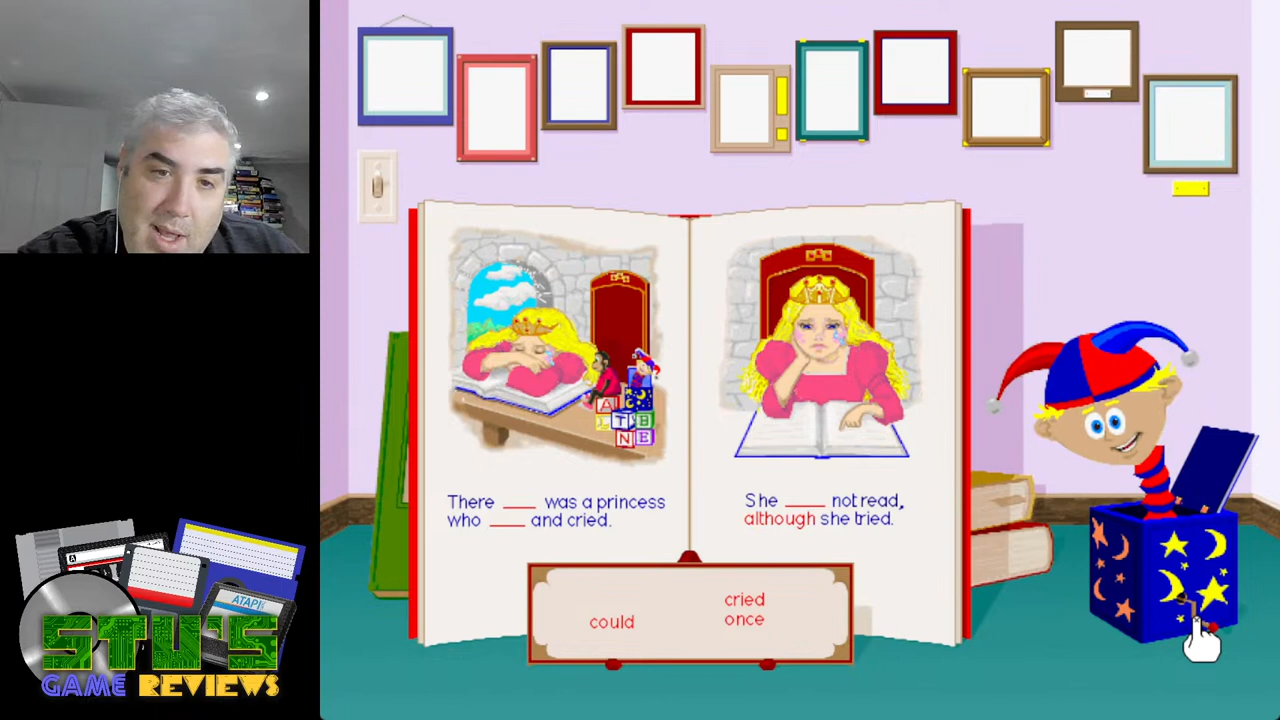 There ____ was a princess
who ____ and cried.
She ____ not read,
although she tried.
could
cried
once
A
T B
N E
ATAPI
STU'S
GAME REVIEWS